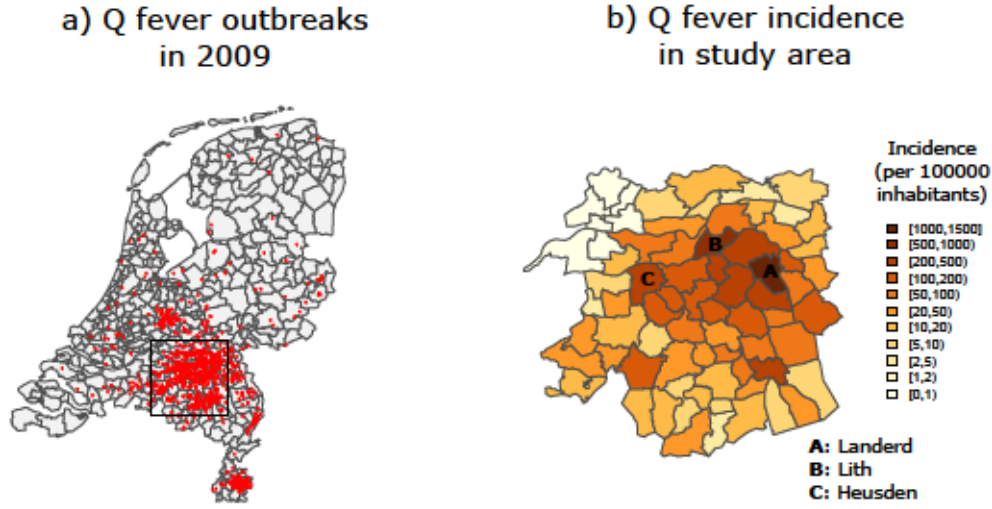 a) Q fever outbreaks
in 2009
b) Q fever incidence
in study area
Incidence
(per 100000
inhabitants)
[1000,1500]
[500,1000)
[200,500)
[100,200)
[50,100)
[20,50)
[10,20)
[5,10)
[2,5)
[1,2)
[0,1)
B
A
C
A: Landerd
B: Lith
C: Heusden